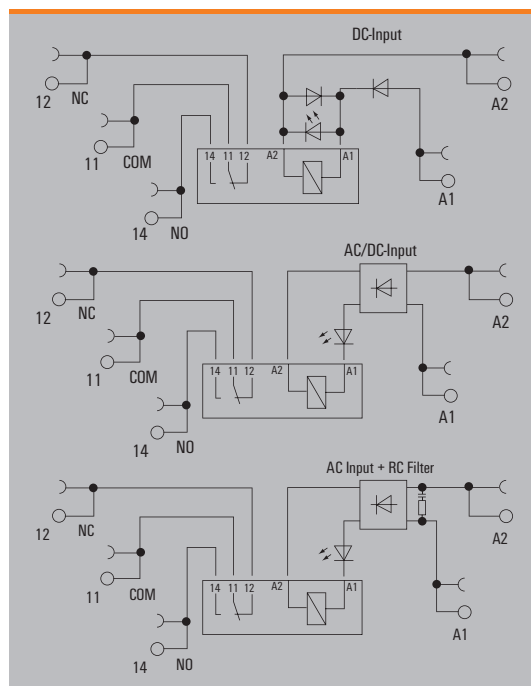 DC-Input
12 NC
A2
11 COM
14 11 12 A2 A1
14 NO
A1
AC/DC-Input
12 NC
A2
11 COM
14 11 12 A2 A1
14 NO
A1
AC Input + RC Filter
12 NC
A2
11 COM
14 11 12 A2 A1
14 NO
A1